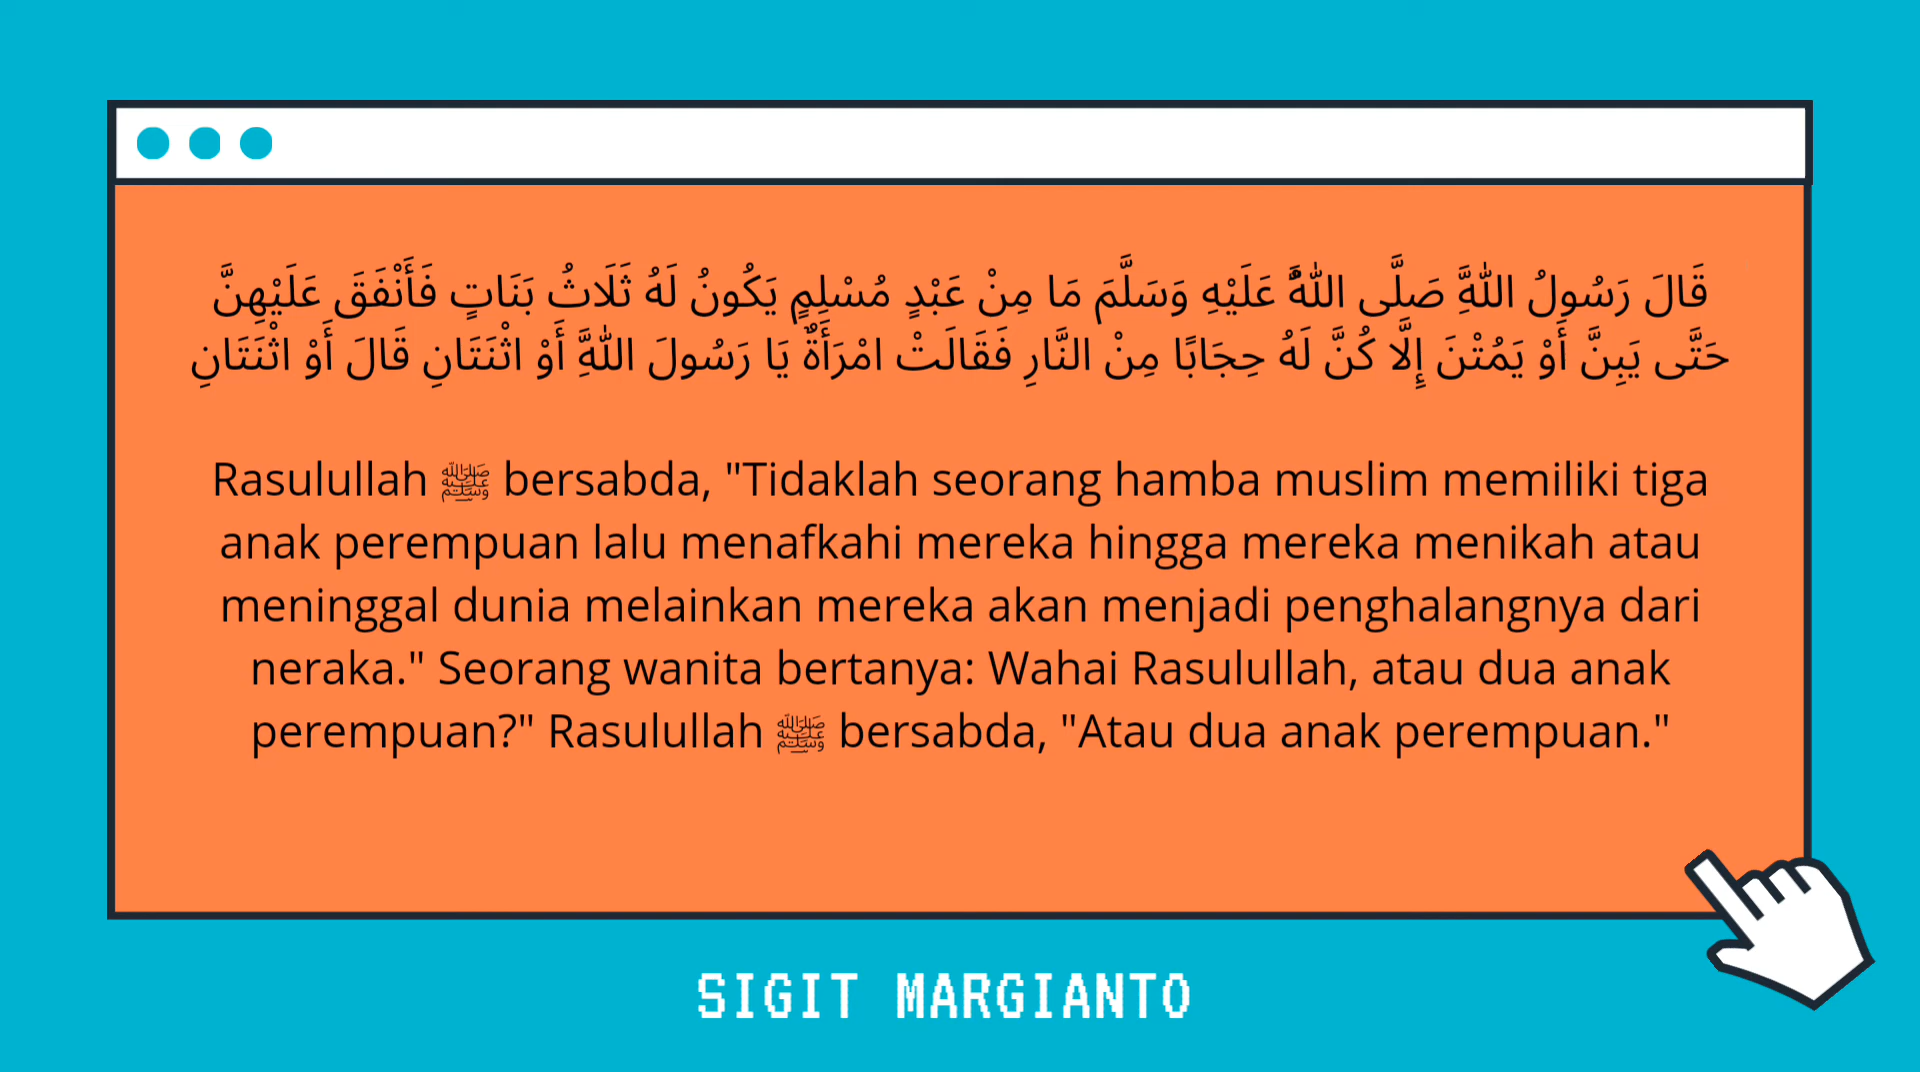 قَالَ رَسُولُ اللَّهِ صَلَّى اللَّهُ عَلَيْهِ وَسَلَّمَ مَا مِنْ عَبْدٍ مُسْلِمٍ يَكُونُ لَهُ ثَلَاثُ بَنَاتٍ فَأَنْفَقَ عَلَيْهِنَّ
حَتَّى يَبِنَّ أَوْ يَمُتْنَ إِلَّا كُنَّ لَهُ حِجَابًا مِنْ النَّارِ فَقَالَتْ امْرَأَةٌ يَا رَسُولَ اللَّهِ أَوْ اثْنَتَانِ قَالَ أَوْ اثْنَتَانِ
Rasulullah ﷺ bersabda, "Tidaklah seorang hamba muslim memiliki tiga
anak perempuan lalu menafkahi mereka hingga mereka menikah atau
meninggal dunia melainkan mereka akan menjadi penghalangnya dari
neraka." Seorang wanita bertanya: Wahai Rasulullah, atau dua anak
perempuan?" Rasulullah ﷺ bersabda, "Atau dua anak perempuan."
SIGIT MARGIANTO